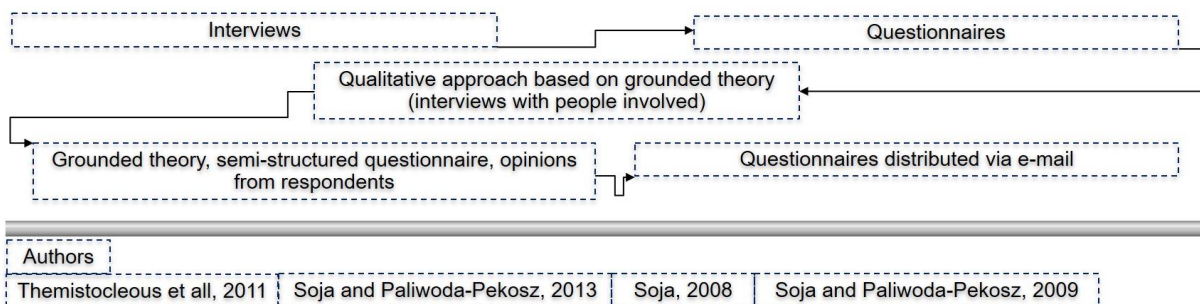 Interviews
Questionnaires
Qualitative approach based on grounded theory
(interviews with people involved)
Grounded theory, semi-structured questionnaire, opinions
from respondents
Questionnaires distributed via e-mail
Authors
Themistocleous et all, 2011
Soja and Paliwoda-Pekosz, 2013
Soja, 2008
Soja and Paliwoda-Pekosz, 2009